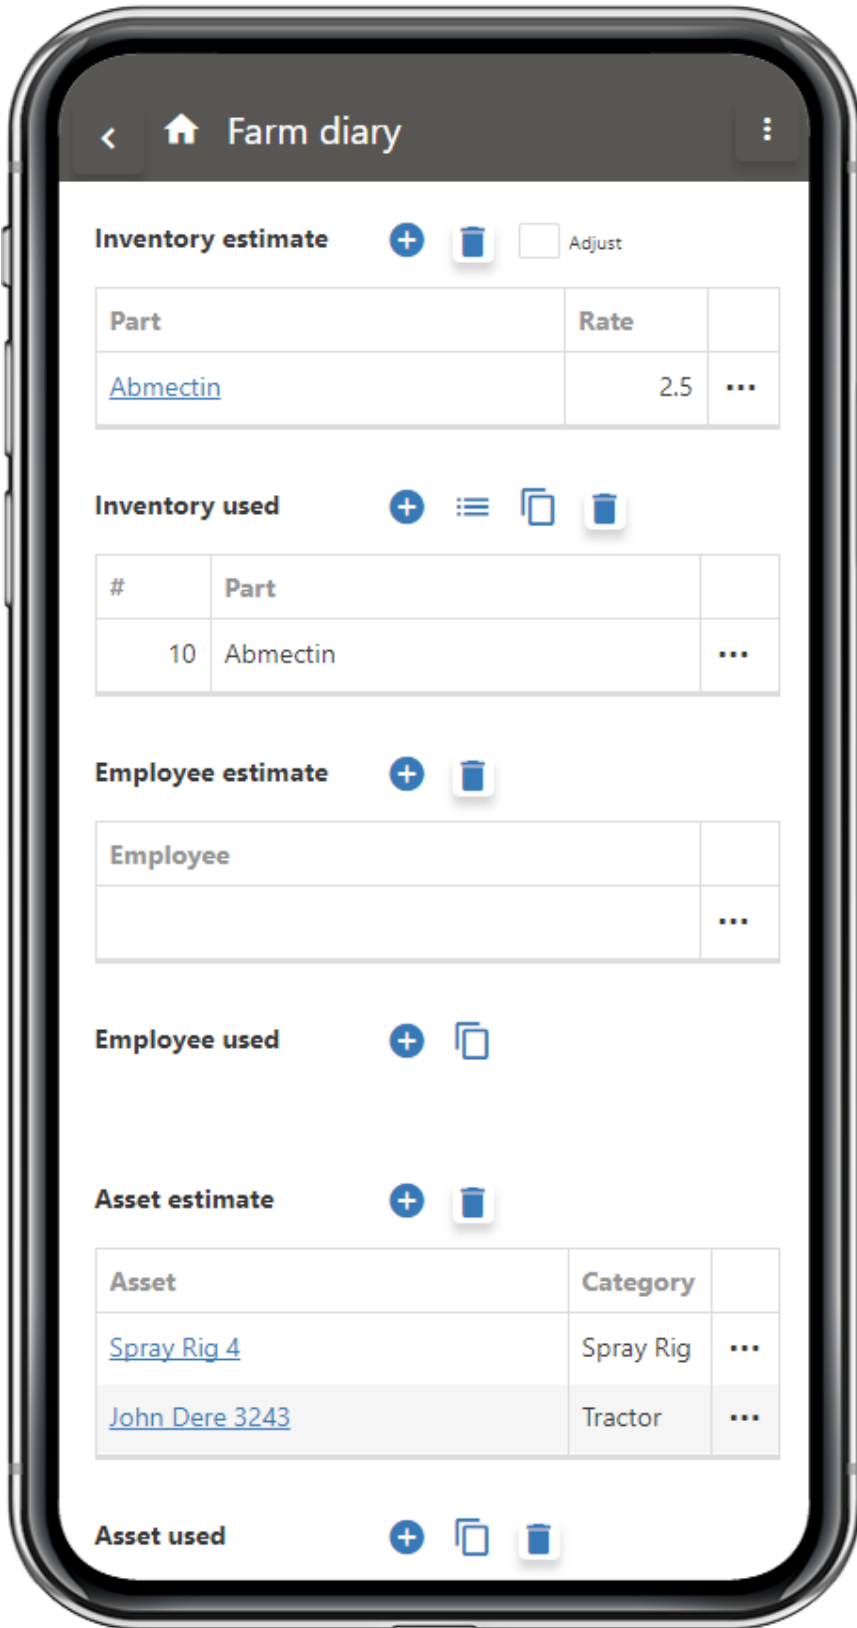 Farm diary
Inventory estimate Adjust
Part Rate
Abmectin 2.5 ...
Inventory used
# Part
10 Abmectin ...
Employee estimate
Employee
...
Employee used
Asset estimate
Asset Category
Spray Rig 4 Spray Rig ...
John Dere 3243 Tractor ...
Asset used